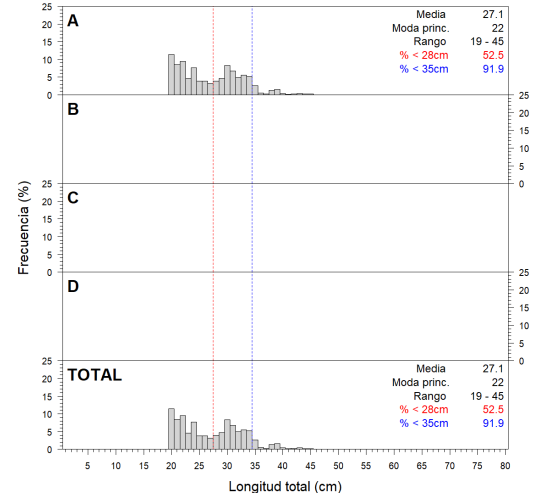 A
Media 27.1
Moda princ. 22
Rango 19 - 45
% < 28cm 52.5
% < 35cm 91.9
25
20
15
10
5
0
B
25
20
15
10
5
0
C
25
20
15
10
5
0
D
25
20
15
10
5
0
TOTAL
Media 27.1
Moda princ. 22
Rango 19 - 45
% < 28cm 52.5
% < 35cm 91.9
25
20
15
10
5
0
Frecuencia (%)
5 10 15 20 25 30 35 40 45 50 55 60 65 70 75 80
Longitud total (cm)